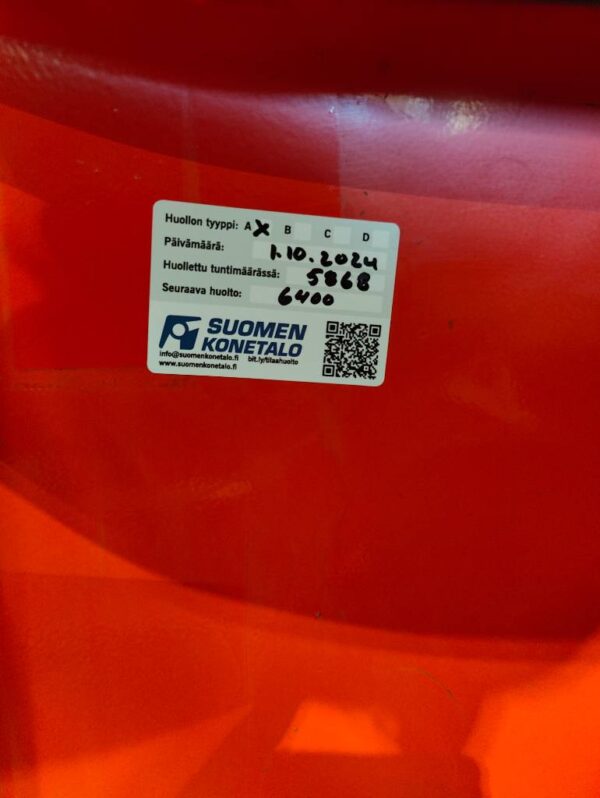 Huollon tyyppi: A X B C D
Päivämäärä: 1.10.2024
Huollettu tuntimäärässä: 5868
Seuraava huolto: 6400
SUOMEN
KONETALO
info@suomenkonetalo.fi bit.ly/tilaahuolto
www.suomenkonetalo.fi